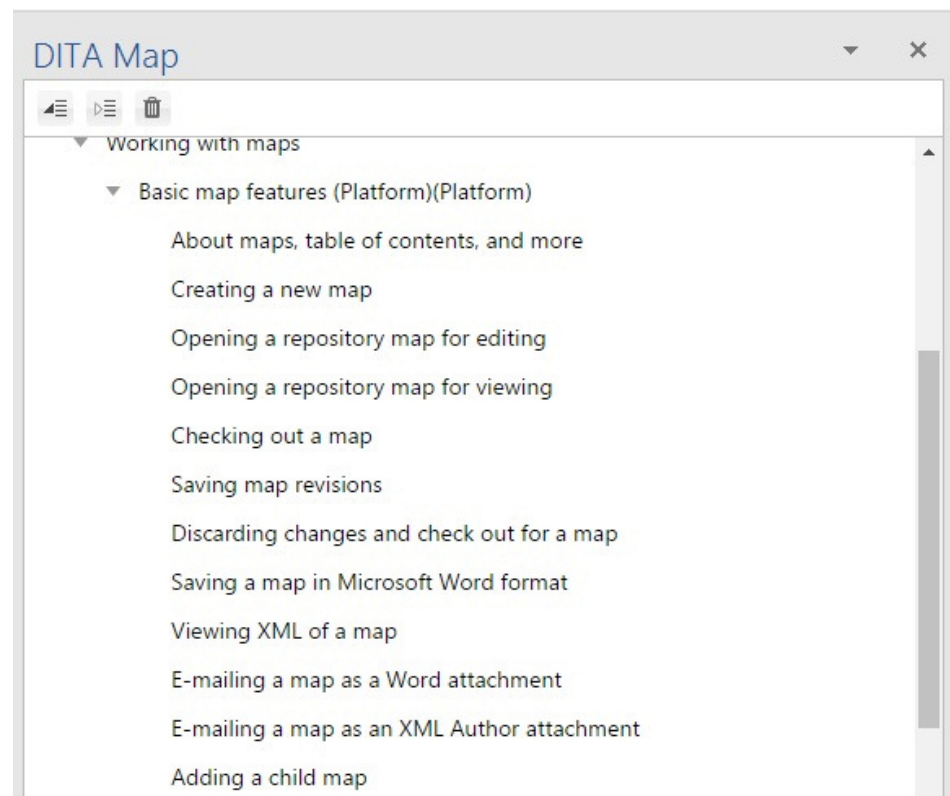 DITA Map
Working with maps
Basic map features (Platform)(Platform)
About maps, table of contents, and more
Creating a new map
Opening a repository map for editing
Opening a repository map for viewing
Checking out a map
Saving map revisions
Discarding changes and check out for a map
Saving a map in Microsoft Word format
Viewing XML of a map
E-mailing a map as a Word attachment
E-mailing a map as an XML Author attachment
Adding a child map